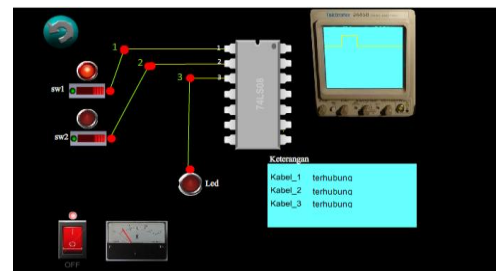 1
2
3
1
2
3
sw1
sw2
74LS08
Led
Keterangan
Kabel_1 terhubung
Kabel_2 terhubung
Kabel_3 terhubung
OFF